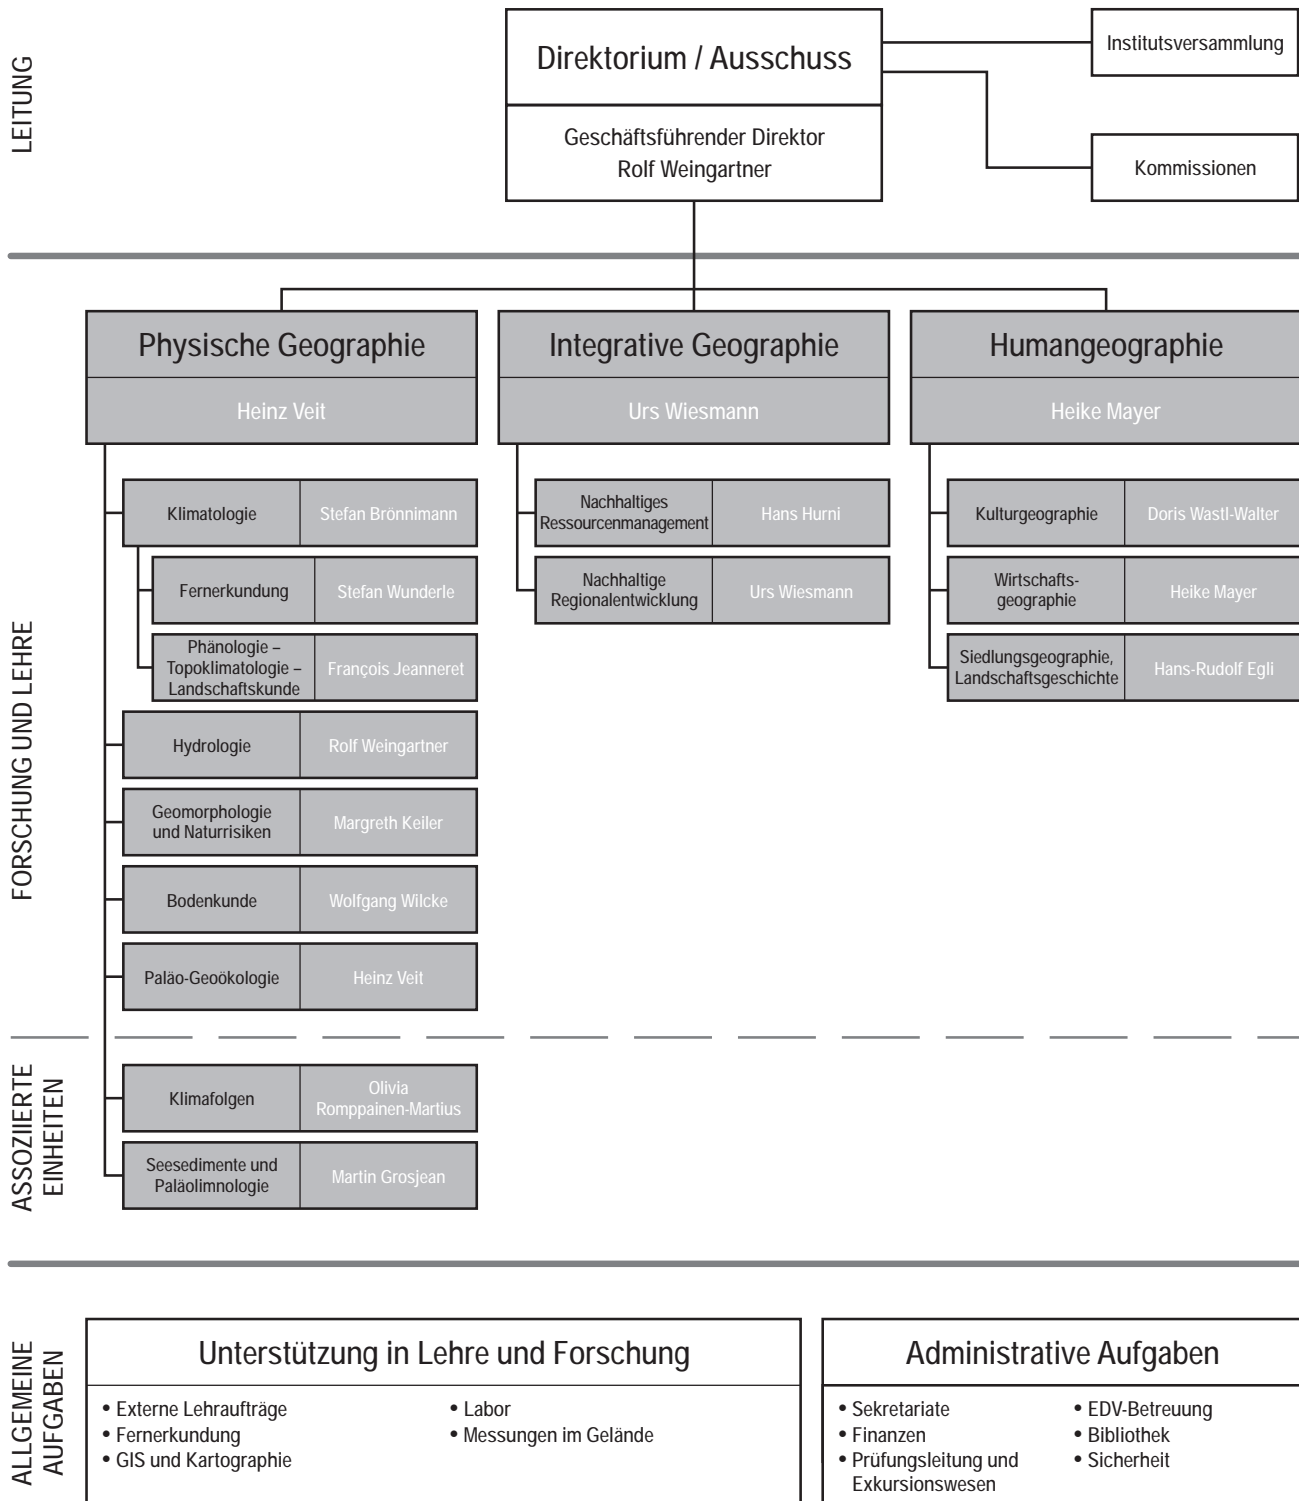 LEITUNG
Direktorium / Ausschuss
Geschäftsführender Direktor
Rolf Weingartner
Institutsversammlung
Kommissionen
FORSCHUNG UND LEHRE
Physische Geographie
Heinz Veit
Klimatologie
Stefan Brönnimann
Fernerkundung
Stefan Wunderle
Phänologie –
Topoklimatologie –
Landschaftskunde
François Jeanneret
Hydrologie
Rolf Weingartner
Geomorphologie
und Naturrisiken
Margreth Keiler
Bodenkunde
Wolfgang Wilcke
Paläo-Geoökologie
Heinz Veit
Integrative Geographie
Urs Wiesmann
Nachhaltiges
Ressourcenmanagement
Hans Hurni
Nachhaltige
Regionalentwicklung
Urs Wiesmann
Humangeographie
Heike Mayer
Kulturgeographie
Doris Wastl-Walter
Wirtschafts-
geographie
Heike Mayer
Siedlungsgeographie,
Landschaftsgeschichte
Hans-Rudolf Egli
ASSOZIIERTE
EINHEITEN
Klimafolgen
Olivia
Romppainen-Martius
Seesedimente und
Paläolimnologie
Martin Grosjean
ALLGEMEINE
AUFGABEN
Unterstützung in Lehre und Forschung
• Externe Lehraufträge
• Fernerkundung
• GIS und Kartographie
• Labor
• Messungen im Gelände
Administrative Aufgaben
• Sekretariate
• Finanzen
• Prüfungsleitung und
Exkursionswesen
• EDV-Betreuung
• Bibliothek
• Sicherheit